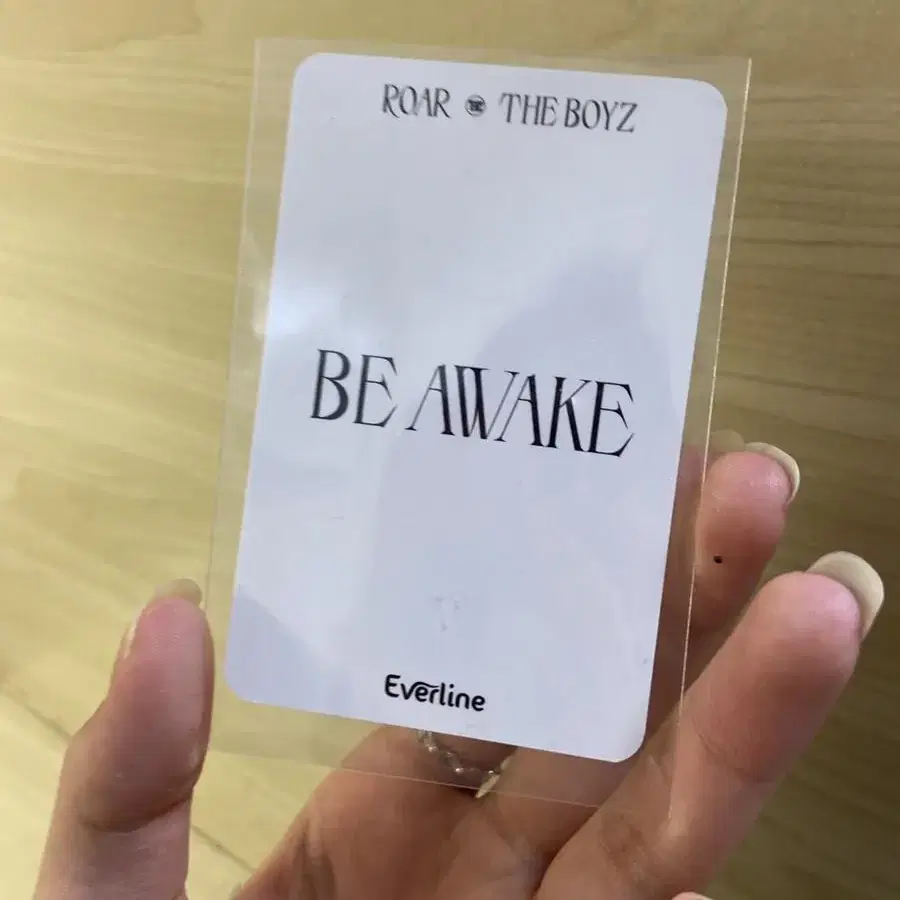 ROAR THE BOYZ
BE AWAKE
Everline